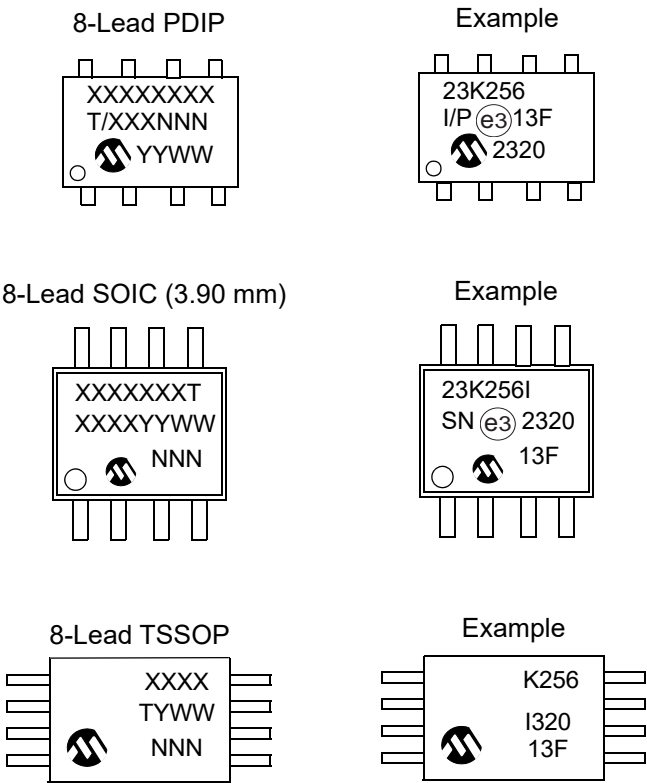 8-Lead PDIP
XXXXXXXX
T/XXXNNN
YYWW
Example
23K256
I/P e3 13F
2320
8-Lead SOIC (3.90 mm)
XXXXXXXT
XXXXYYWW
NNN
Example
23K256I
SN e3 2320
13F
8-Lead TSSOP
XXXX
TYWW
NNN
Example
K256
I320
13F